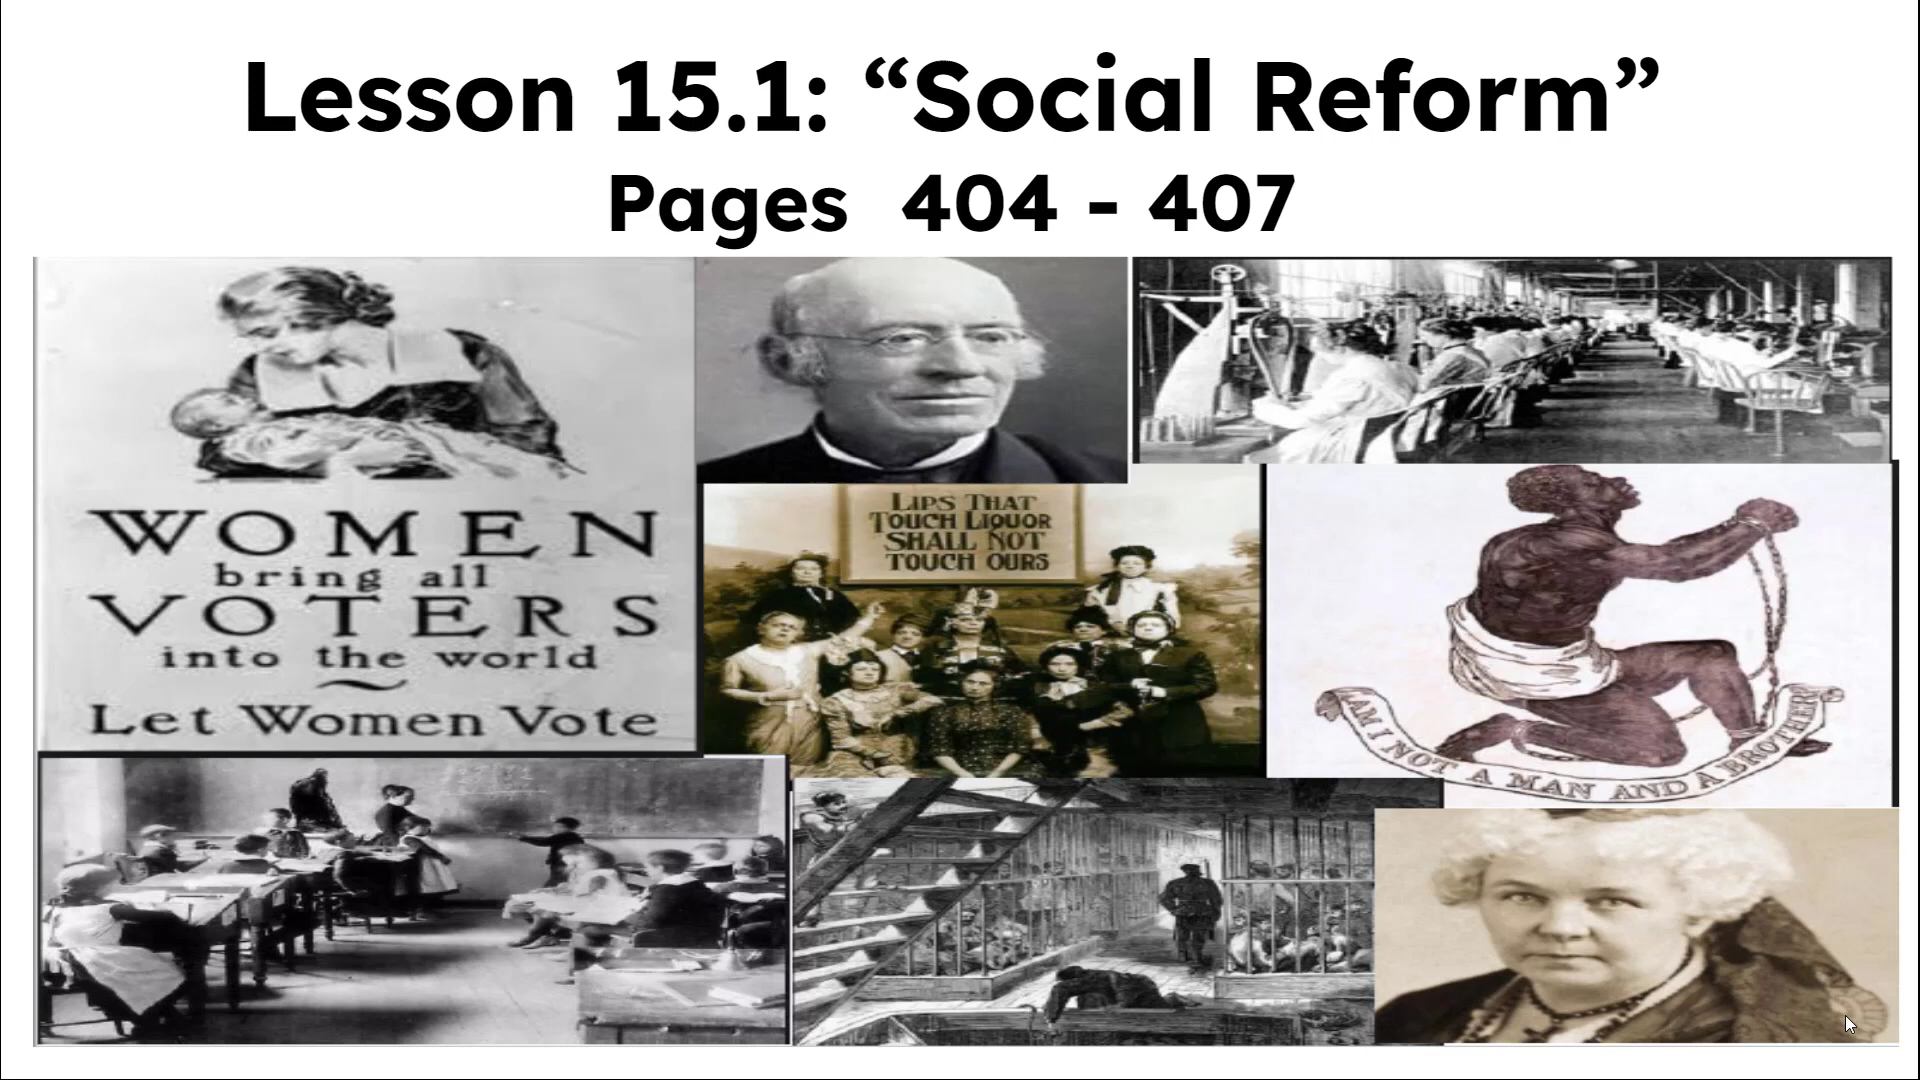 Lesson 15.1: “Social Reform”
Pages 404 - 407
WOMEN
bring all
VOTERS
into the world
~
Let Women Vote
LIPS THAT
TOUCH LIQUOR
SHALL NOT
TOUCH OURS
AM I NOT A MAN AND A BROTHER